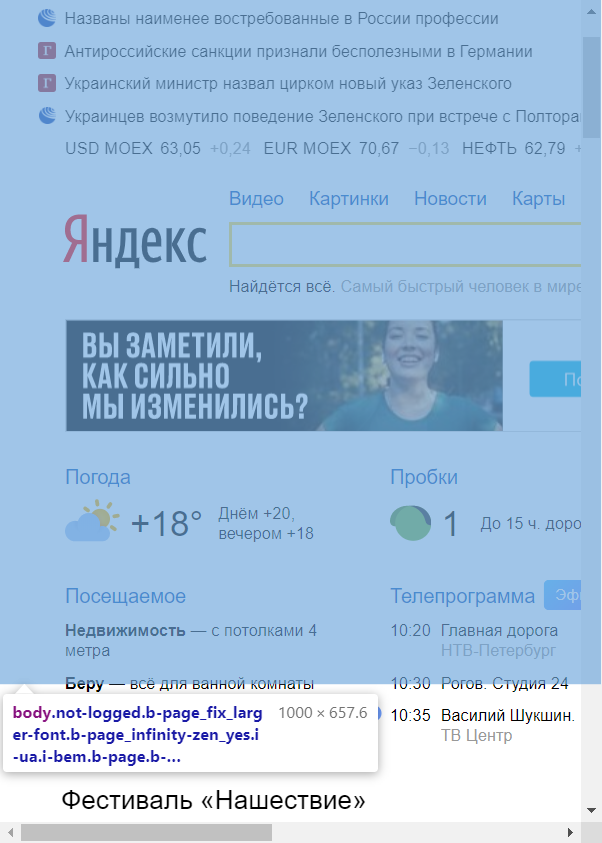 Названы наименее востребованные в России профессии
Антироссийские санкции признали бесполезными в Германии
Украинский министр назвал цирком новый указ Зеленского
Украинцев возмутило поведение Зеленского при встрече с
USD MOEX 63,05 +0,24 EUR MOEX 70,67 −0,13 НЕФТЬ 62,79 +
Видео Картинки Новости Карты
Яндекс
Найдётся всё. Самый быстрый человек в мире
ВЫ ЗАМЕТИЛИ,
КАК СИЛЬНО
МЫ ИЗМЕНИЛИСЬ?
Погода
+18°
Днём +20,
вечером +18
Пробки
1
До 15 ч.
Посещаемое
Недвижимость — с потолками 4
метра
Беру — всё для ванной комнаты
Телепрограмма
10:20 Главная дорога
НТВ-Петербург
10:30 Рогов. Студия 24
10:35 Василий Шукшин.
ТВ Центр
body.not-logged.b-page_fix_larg 1000 × 657.6
er-font.b-page_infinity-zen_yes.i
-ua.i-bem.b-page.b-...
Фестиваль «Нашествие»